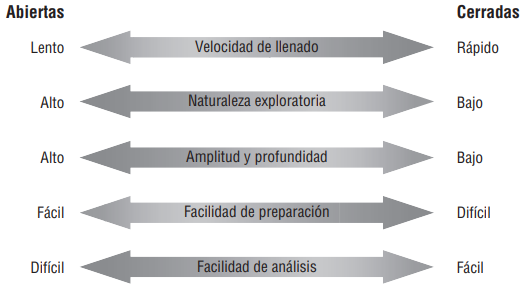 Abiertas Cerradas
Lento Velocidad de llenado Rápido
Alto Naturaleza exploratoria Bajo
Alto Amplitud y profundidad Bajo
Fácil Facilidad de preparación Difícil
Difícil Facilidad de análisis Fácil